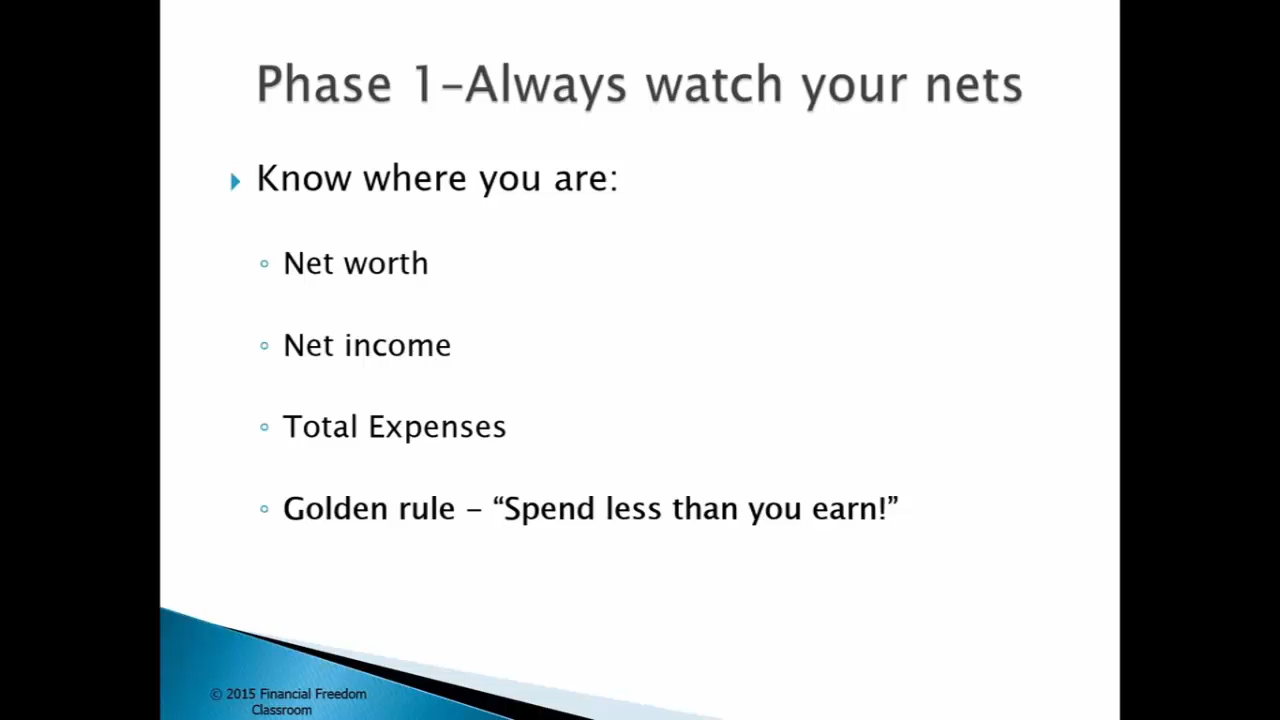 Phase 1-Always watch your nets
Know where you are:
Net worth
Net income
Total Expenses
Golden rule - “Spend less than you earn!”
© 2015 Financial Freedom
Classroom